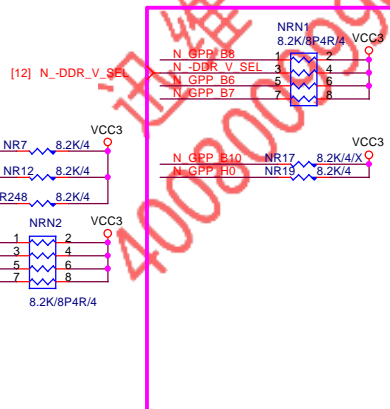 NRN1
8.2K/8P4R/4
VCC3
N_GPP_B8 1 2
[12] N_-DDR_V_SEL N_-DDR_V_SEL 3 4
N_GPP_B6 5 6
N_GPP_B7 7 8
VCC3
VCC3
NR7 8.2K/4
N_GPP_B10 NR17 8.2K/4/X
NR12 8.2K/4
N_GPP_H0 NR19 8.2K/4
R248 8.2K/4
NRN2 VCC3
1 2
3 4
5 6
7 8
8.2K/8P4R/4
迅维
400800999